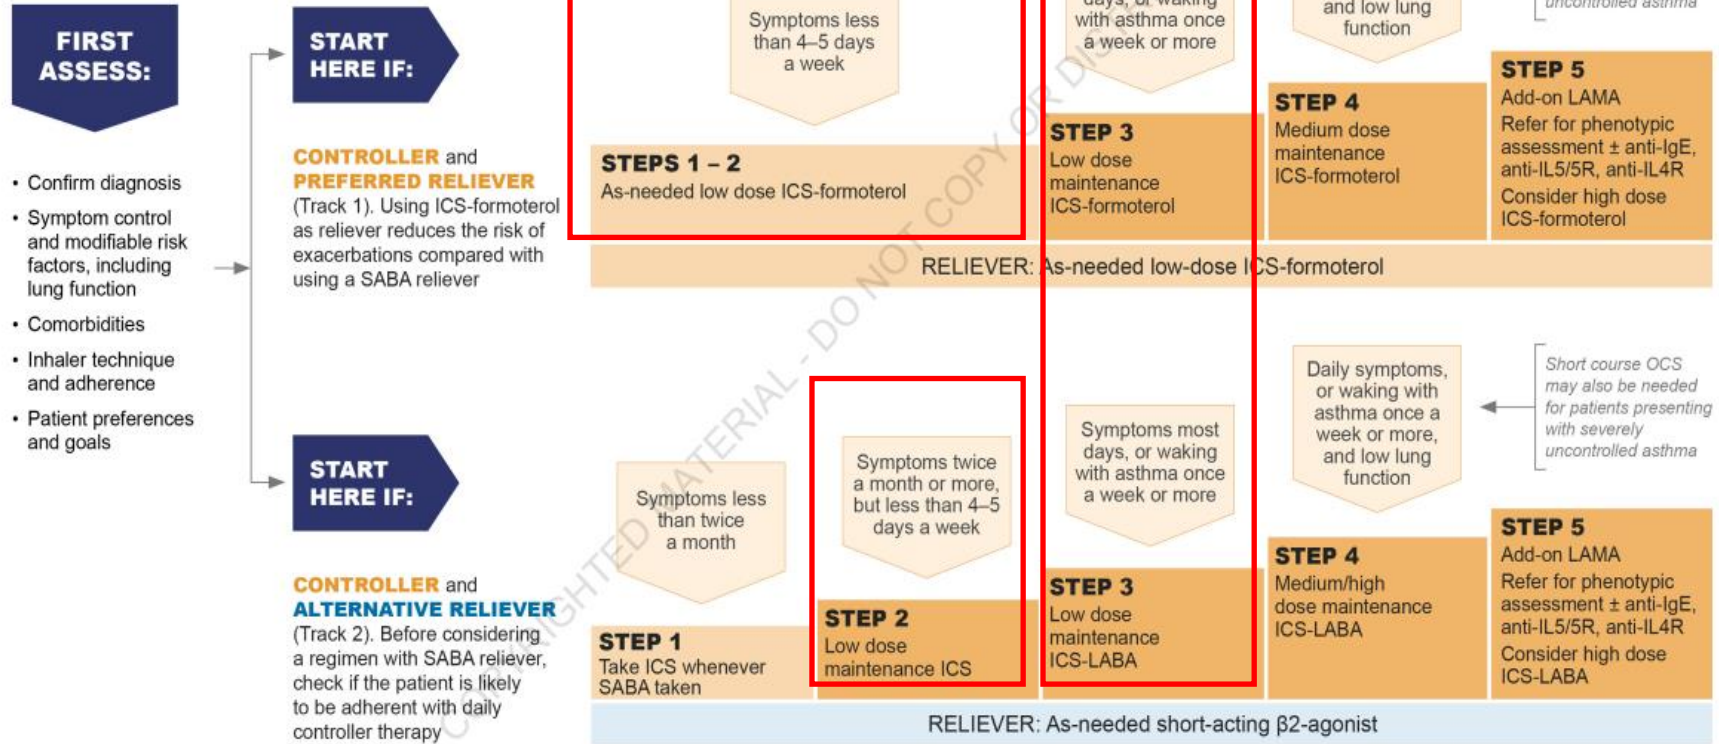 FIRST
ASSESS:
• Confirm diagnosis
• Symptom control
and modifiable risk
factors, including
lung function
• Comorbidities
• Inhaler technique
and adherence
• Patient preferences
and goals
START
HERE IF:
CONTROLLER and
PREFERRED RELIEVER
(Track 1). Using ICS-formoterol
as reliever reduces the risk of
exacerbations compared with
using a SABA reliever
Symptoms less
than 4–5 days
a week
days, or waking
with asthma once
a week or more
and low lung
function
uncontrolled asthma
STEPS 1 – 2
As-needed low dose ICS-formoterol
STEP 3
Low dose
maintenance
ICS-formoterol
STEP 4
Medium dose
maintenance
ICS-formoterol
STEP 5
Add-on LAMA
Refer for phenotypic
assessment ± anti-IgE,
anti-IL5/5R, anti-IL4R
Consider high dose
ICS-formoterol
RELIEVER: As-needed low-dose ICS-formoterol
START
HERE IF:
CONTROLLER and
ALTERNATIVE RELIEVER
(Track 2). Before considering
a regimen with SABA reliever,
check if the patient is likely
to be adherent with daily
controller therapy
Symptoms less
than twice
a month
Symptoms twice
a month or more,
but less than 4–5
days a week
Symptoms most
days, or waking
with asthma once
a week or more
Daily symptoms,
or waking with
asthma once a
week or more,
and low lung
function
Short course OCS
may also be needed
for patients presenting
with severely
uncontrolled asthma
STEP 1
Take ICS whenever
SABA taken
STEP 2
Low dose
maintenance ICS
STEP 3
Low dose
maintenance
ICS-LABA
STEP 4
Medium/high
dose maintenance
ICS-LABA
STEP 5
Add-on LAMA
Refer for phenotypic
assessment ± anti-IgE,
anti-IL5/5R, anti-IL4R
Consider high dose
ICS-LABA
RELIEVER: As-needed short-acting β2-agonist
COPYRIGHTED MATERIAL - DO NOT COPY OR